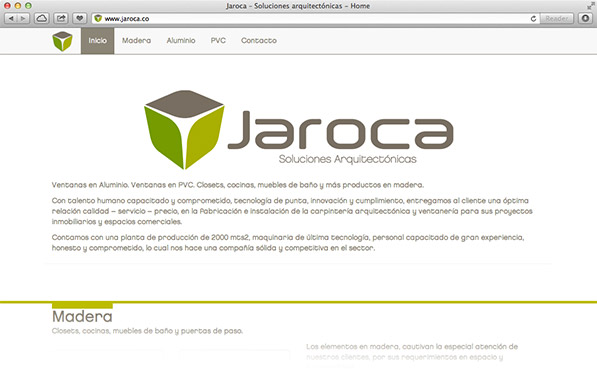 Jaroca - Soluciones arquitectónicas - Home
www.jaroca.co
Reader
Inicio Madera Aluminio PVC Contacto
Jaroca
Soluciones Arquitectónicas
Ventanas en Aluminio. Ventanas en PVC. Closets, cocinas, muebles de baño y más productos en madera.
Con talento humano capacitado y comprometido, tecnología de punta, innovación y cumplimiento, entregamos al cliente una óptima
relación calidad – servicio – precio, en la fabricación e instalación de la carpintería arquitectónica y ventanería para sus proyectos
inmobiliarios y espacios comerciales.
Contamos con una planta de producción de 2000 mts2, maquinaria de última tecnología, personal capacitado de gran experiencia,
honesto y comprometido, lo cual nos hace una compañía sólida y competitiva en el sector.
Madera
Closets, cocinas, muebles de baño y puertas de paso.
Los elementos en madera, cautivan la especial atención de
nuestros clientes, por sus requerimientos en espacio y